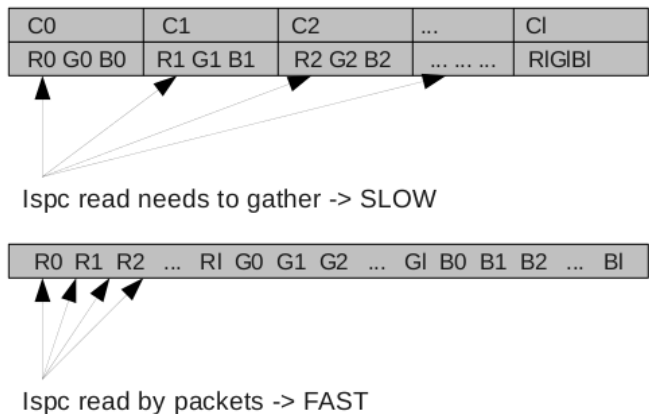 C0 C1 C2 ... Cl
R0 G0 B0 R1 G1 B1 R2 G2 B2 ... ... ... RlGlBl
Ispc read needs to gather -> SLOW
R0 R1 R2 ... Rl G0 G1 G2 ... Gl B0 B1 B2 ... Bl
Ispc read by packets -> FAST